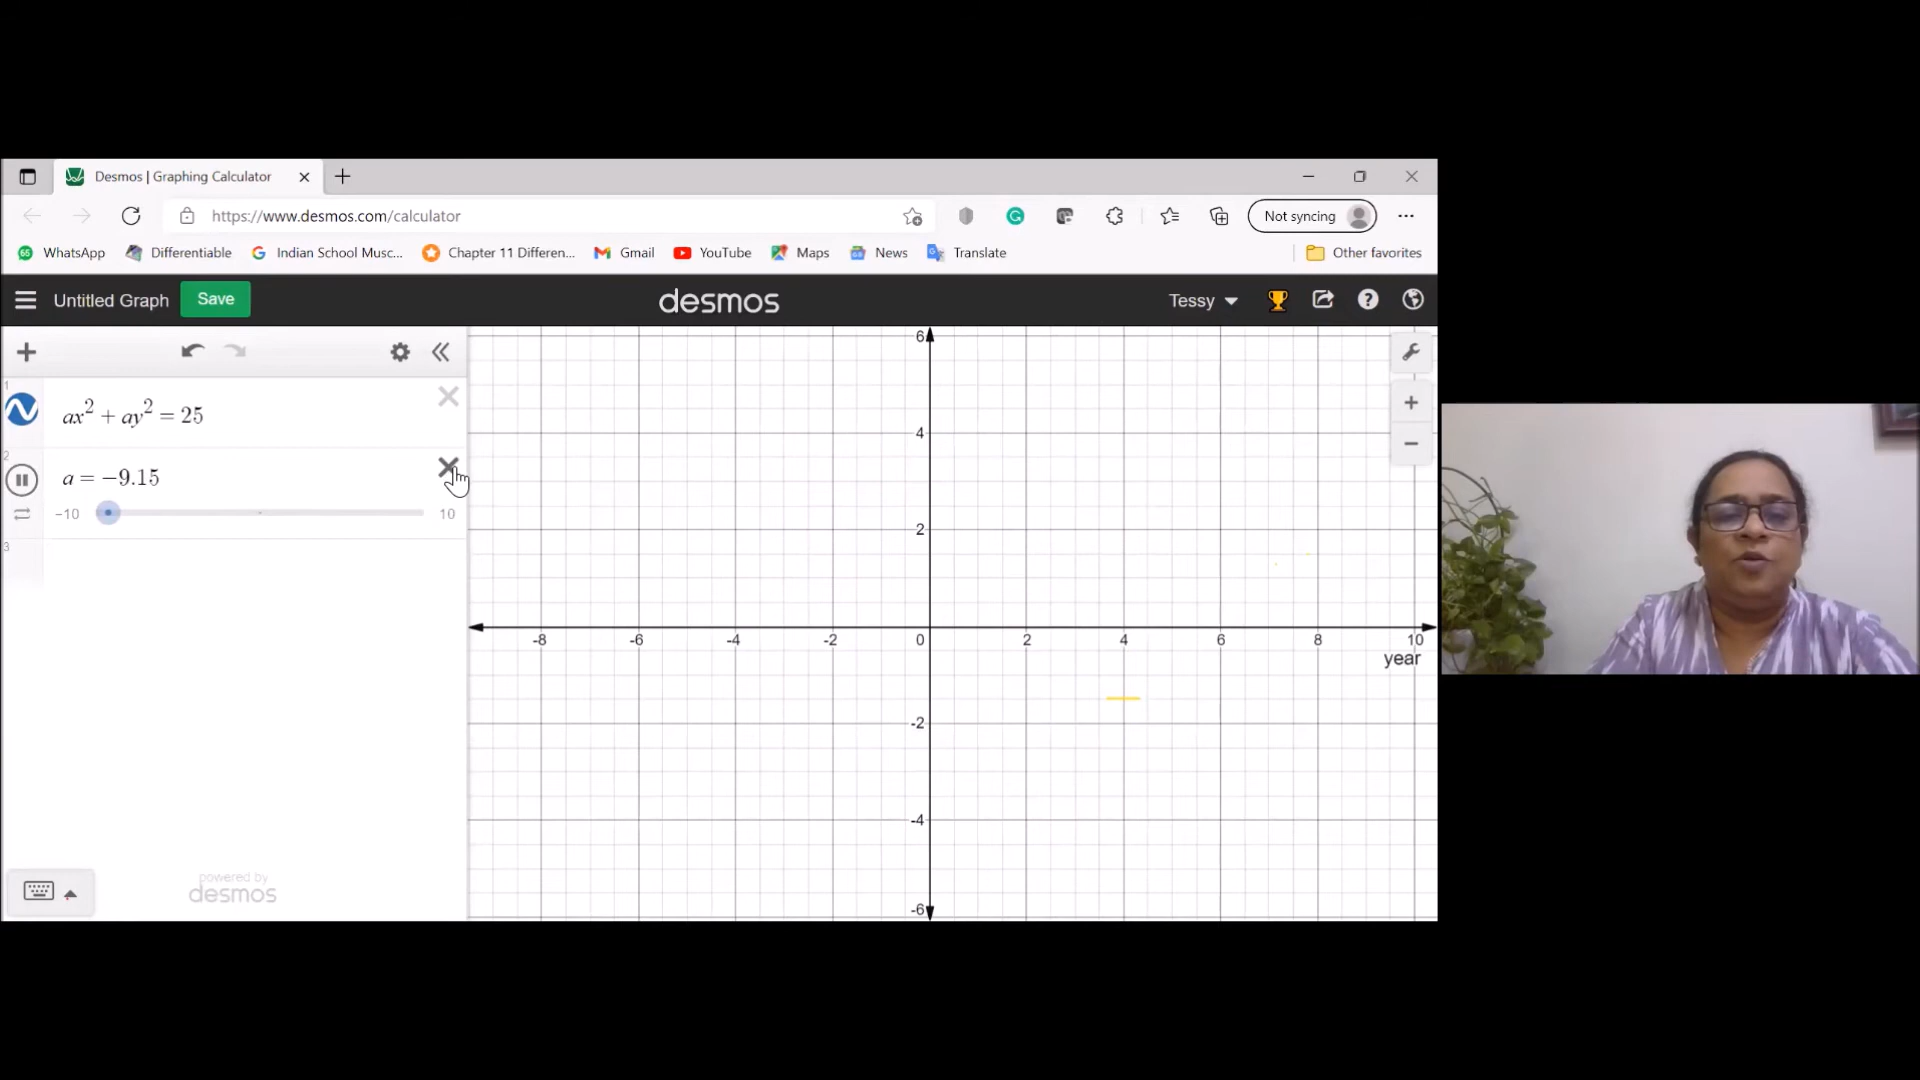 Desmos | Graphing Calculator
https://www.desmos.com/calculator
Not syncing
WhatsApp
Differentiable
Indian School Musc...
Chapter 11 Differen...
Gmail
YouTube
Maps
News
Translate
Other favorites
Untitled Graph
Save
desmos
Tessy
1
ax² + ay² = 25
2
a = −9.15
−10
10
3
powered by
desmos
6
4
2
-8 -6 -4 -2 0 2 4 6 8 10
year
-2
-4
-6